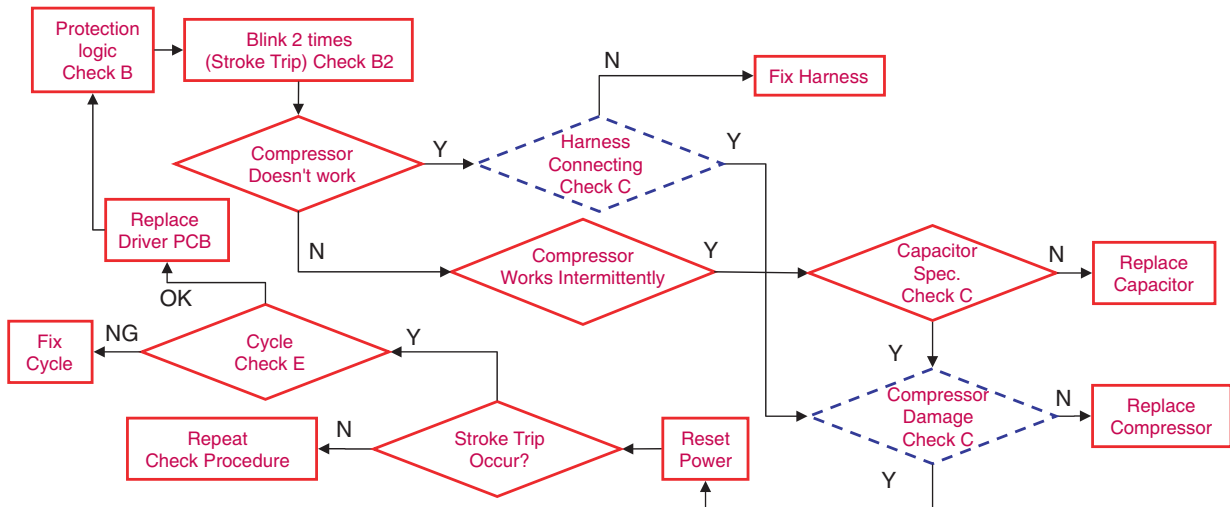 Protection
logic
Check B
Blink 2 times
(Stroke Trip) Check B2
N
Fix Harness
Compressor
Doesn't work
Y
Harness
Connecting
Check C
Y
Replace
Driver PCB
N
Compressor
Works Intermittently
Y
Capacitor
Spec.
Check C
N
Replace
Capacitor
OK
Fix
Cycle
NG
Cycle
Check E
Y
Y
Compressor
Damage
Check C
N
Replace
Compressor
Repeat
Check Procedure
N
Stroke Trip
Occur?
Reset
Power
Y